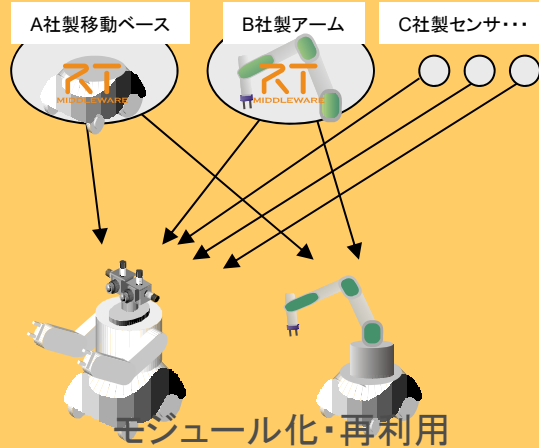 A社製移動ベース
B社製アーム
C社製センサ･･･
RT
MIDDLEWARE
RT
MIDDLEWARE
モジュール化･再利用